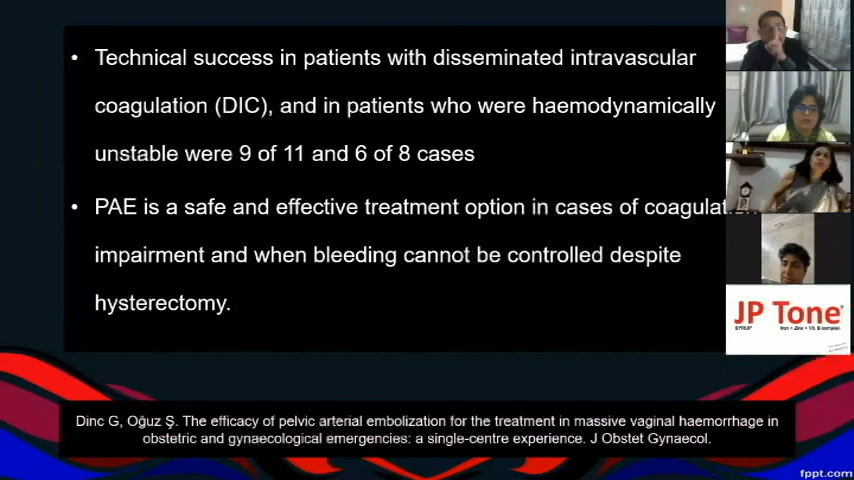 • Technical success in patients with disseminated intravascular
coagulation (DIC), and in patients who were haemodynamically
unstable were 9 of 11 and 6 of 8 cases
• PAE is a safe and effective treatment option in cases of
impairment and when bleeding cannot be controlled despite
hysterectomy.
JP Tone
SYRUP
Iron + Zinc + Vit. B-complex
Dinc G, Oğuz Ş. The efficacy of pelvic arterial embolization for the treatment in massive vaginal haemorrhage in
obstetric and gynaecological emergencies: a single-centre experience. J Obstet Gynaecol.
fppt.com